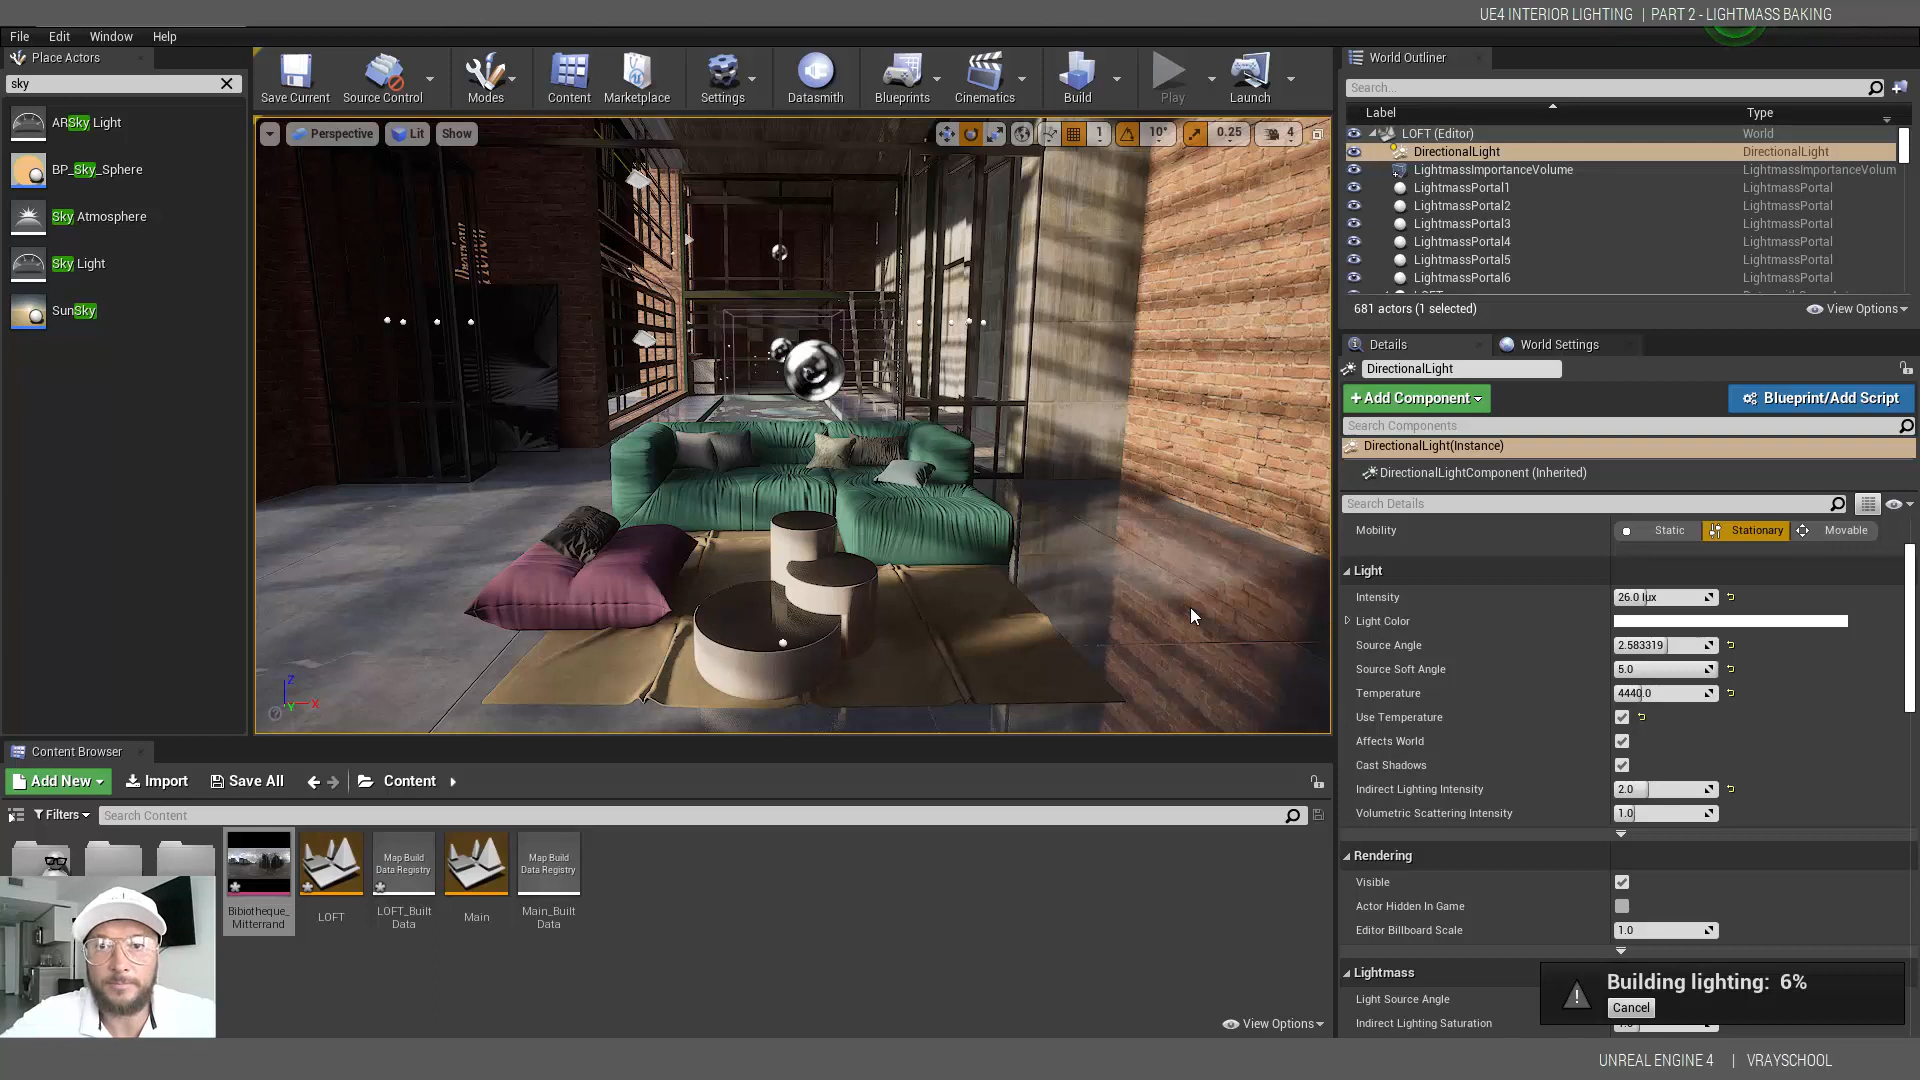 UE4 INTERIOR LIGHTING | PART 2 - LIGHTMASS BAKING
File Edit Window Help
Place Actors
sky
ARSky Light
BP_Sky_Sphere
Sky Atmosphere
Sky Light
SunSky
Save Current Source Control Modes Content Marketplace Settings Datasmith Blueprints Cinematics Build Play Launch
Perspective Lit Show 1 10° 0.25 4
World Outliner
Search...
Label Type
LOFT (Editor) World
DirectionalLight DirectionalLight
LightmassImportanceVolume LightmassImportanceVolum
LightmassPortal1 LightmassPortal
LightmassPortal2 LightmassPortal
LightmassPortal3 LightmassPortal
LightmassPortal4 LightmassPortal
LightmassPortal5 LightmassPortal
LightmassPortal6 LightmassPortal
681 actors (1 selected) View Options
Details World Settings
DirectionalLight
+Add Component Blueprint/Add Script
Search Components
DirectionalLight(Instance)
DirectionalLightComponent (Inherited)
Search Details
Mobility Static Stationary Movable
Light
Intensity 26.0 lux
Light Color
Source Angle 2.583319
Source Soft Angle 5.0
Temperature 4440.0
Use Temperature
Affects World
Cast Shadows
Indirect Lighting Intensity 2.0
Volumetric Scattering Intensity 1.0
Rendering
Visible
Actor Hidden In Game
Editor Billboard Scale 1.0
Lightmass
Light Source Angle
Indirect Lighting Saturation
Building lighting: 6%
Cancel
Z
Y X
Content Browser
Add New Import Save All Content
Filters Search Content
Map Build
Data Registry
Map Build
Data Registry
Bibiotheque_
Mitterrand
LOFT
LOFT_Built
Data
Main
Main_Built
Data
View Options
UNREAL ENGINE 4 | VRAYSCHOOL